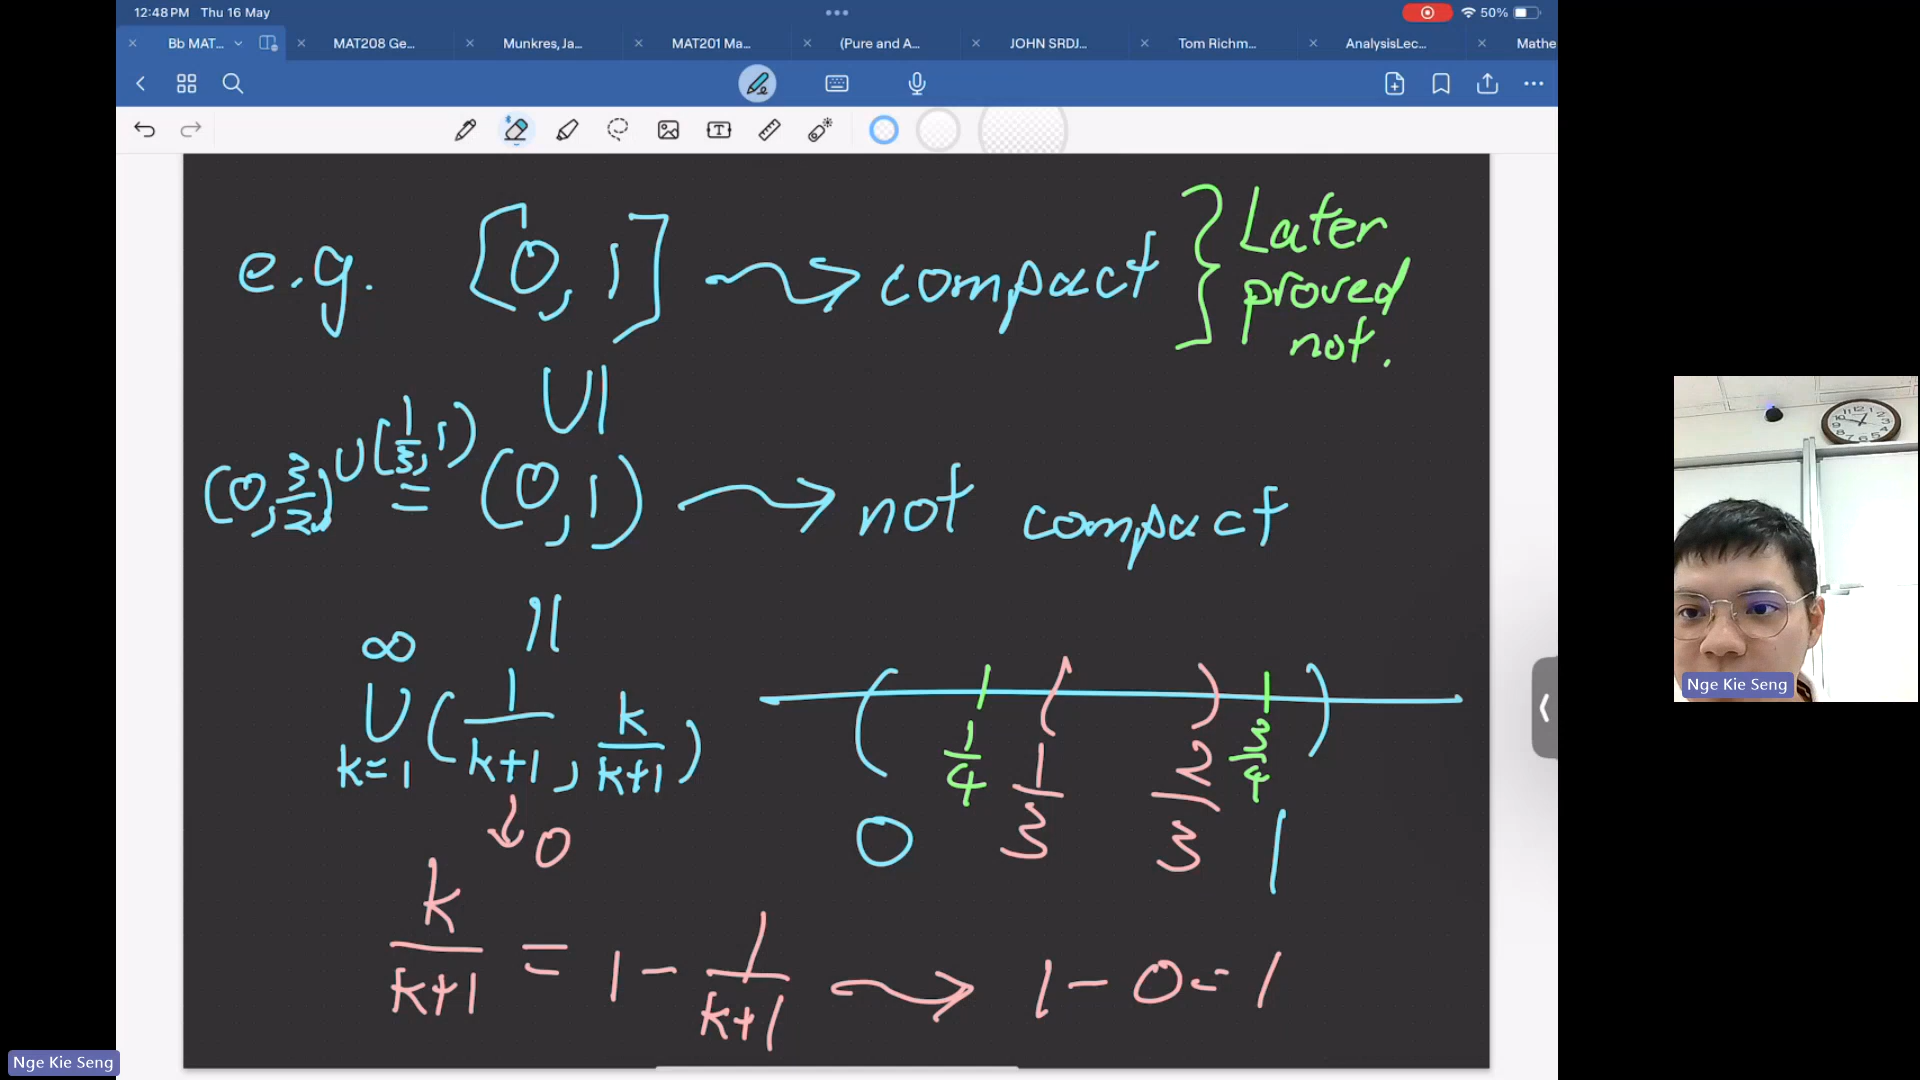 12:48 PM Thu 16 May
50%
Bb MAT...
MAT208 Ge...
Munkres, Ja...
MAT201 Ma...
(Pure and A...
JOHN SRDJ...
Tom Richm...
AnalysisLec...
Mathe
e.g. [0, 1] ⇝ compact } Later proved not.
U|
(0, 3/2) ∪ (1/3, 1) = (0, 1) ⇝ not compact
||
∞ ∪ k=1 (1/k+1, k/k+1)
↓ 0
( 1/4 ( 1/3 ) 2/3 3/4 )
0 1
k/k+1 = 1 − 1/k+1 ⇝ 1 − 0 = 1
Nge Kie Seng
Nge Kie Seng